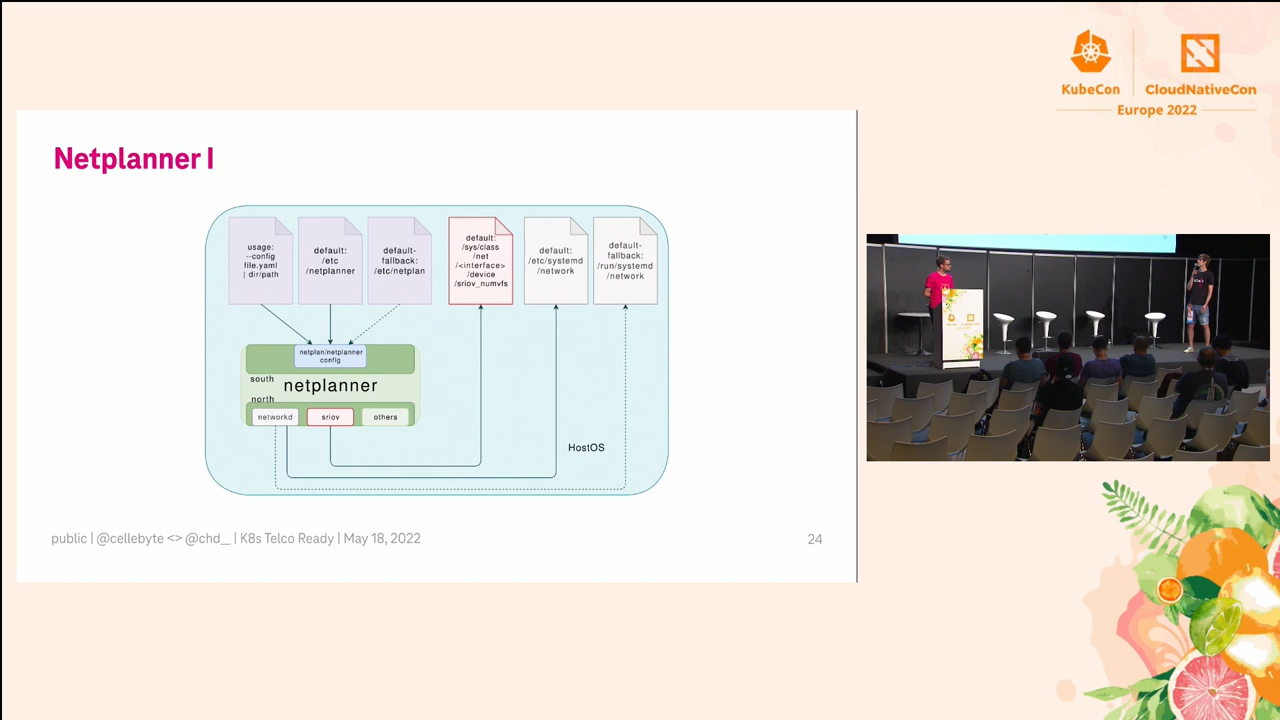 KubeCon
CloudNativeCon
Europe 2022
Netplanner I
usage:
--config
file.yaml
| dir/path
default:
/etc
/netplanner
default-
fallback:
/etc/netplan
default:
/sys/class
/net
/<interface>
/device
/sriov_numvfs
default:
/etc/systemd
/network
default-
fallback:
/run/systemd
/network
netplan/netplanner
config
south
netplanner
north
networkd
sriov
others
HostOS
public | @cellebyte <> @chd_ | K8s Telco Ready | May 18, 2022
24